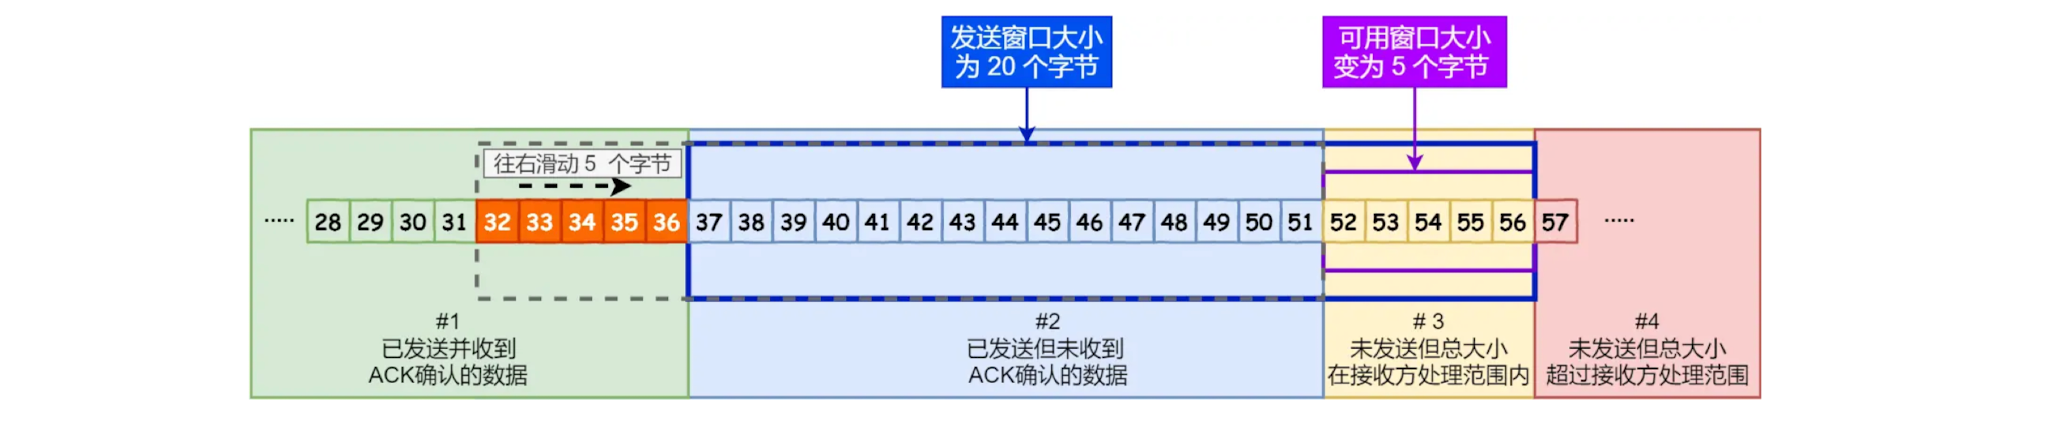 发送窗口大小
为 20 个字节
可用窗口大小
变为 5 个字节
往右滑动 5 个字节
..... 28 29 30 31 32 33 34 35 36 37 38 39 40 41 42 43 44 45 46 47 48 49 50 51 52 53 54 55 56 57 .....
#1
已发送并收到
ACK确认的数据
#2
已发送但未收到
ACK确认的数据
# 3
未发送但总大小
在接收方处理范围内
#4
未发送但总大小
超过接收方处理范围